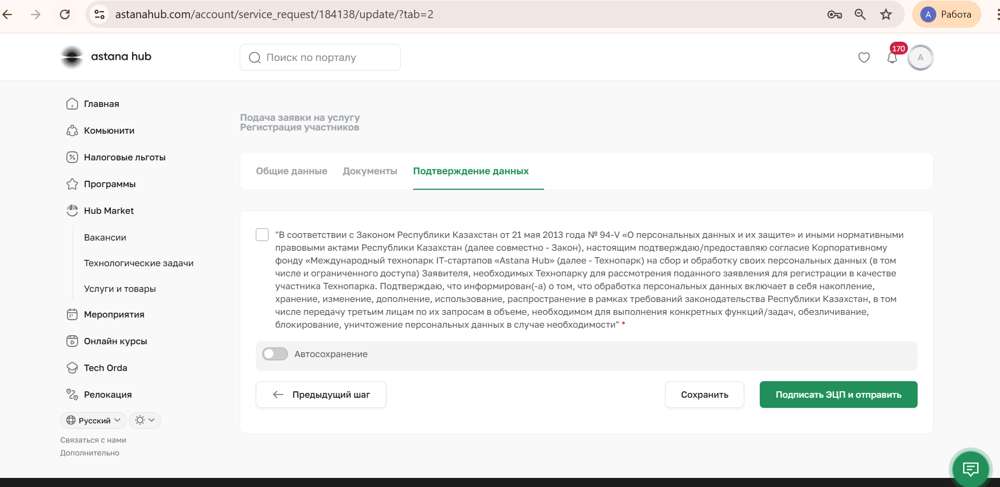 astanahub.com/account/service_request/184138/update/?tab=2
A
Работа
astana hub
Поиск по порталу
170
A
Главная
Комьюнити
Налоговые льготы
Программы
Hub Market
Вакансии
Технологические задачи
Услуги и товары
Мероприятия
Онлайн курсы
Tech Orda
Релокация
Русский
Связаться с нами
Дополнительно
Подача заявки на услугу
Регистрация участников
Общие данные
Документы
Подтверждение данных
"В соответствии с Законом Республики Казахстан от 21 мая 2013 года № 94-V «О персональных данных и их защите» и иными нормативными
правовыми актами Республики Казахстан (далее совместно - Закон), настоящим подтверждаю/предоставляю согласие Корпоративному
фонду «Международный технопарк IT-стартапов «Astana Hub» (далее - Технопарк) на сбор и обработку своих персональных данных (в том
числе и ограниченного доступа) Заявителя, необходимых Технопарку для рассмотрения поданного заявления для регистрации в качестве
участника Технопарка. Подтверждаю, что информирован(-а) о том, что обработка персональных данных включает в себя накопление,
хранение, изменение, дополнение, использование, распространение в рамках требований законодательства Республики Казахстан, в том
числе передачу третьим лицам по их запросам в объеме, необходимом для выполнения конкретных функций/задач, обезличивание,
блокирование, уничтожение персональных данных в случае необходимости" *
Автосохранение
Предыдущий шаг
Сохранить
Подписать ЭЦП и отправить